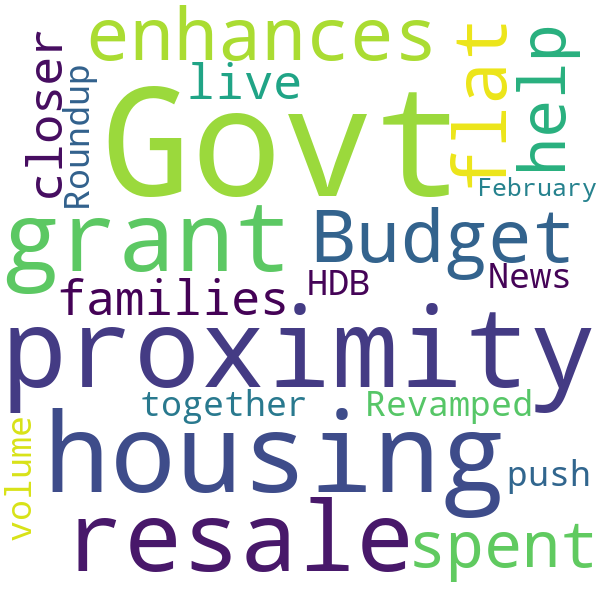 enhances
closer
Roundup
live
Govt
flat
help
February
grant
Budget
families
HDB
News
proximity
together
Revamped
volume
housing
push
resale
spent